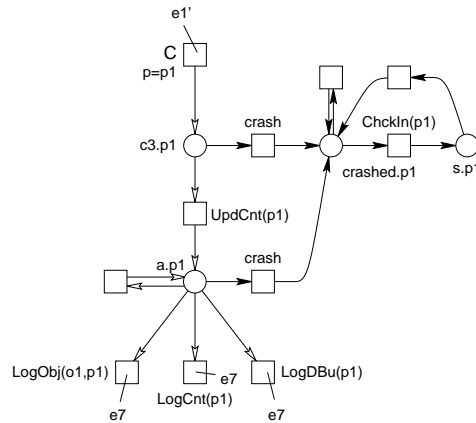 e1'
C
p=p1
crash
ChckIn(p1)
c3.p1
crashed.p1
s.p1
UpdCnt(p1)
a.p1
crash
LogObj(o1,p1)
e7
LogDBu(p1)
e7
LogCnt(p1)
e7